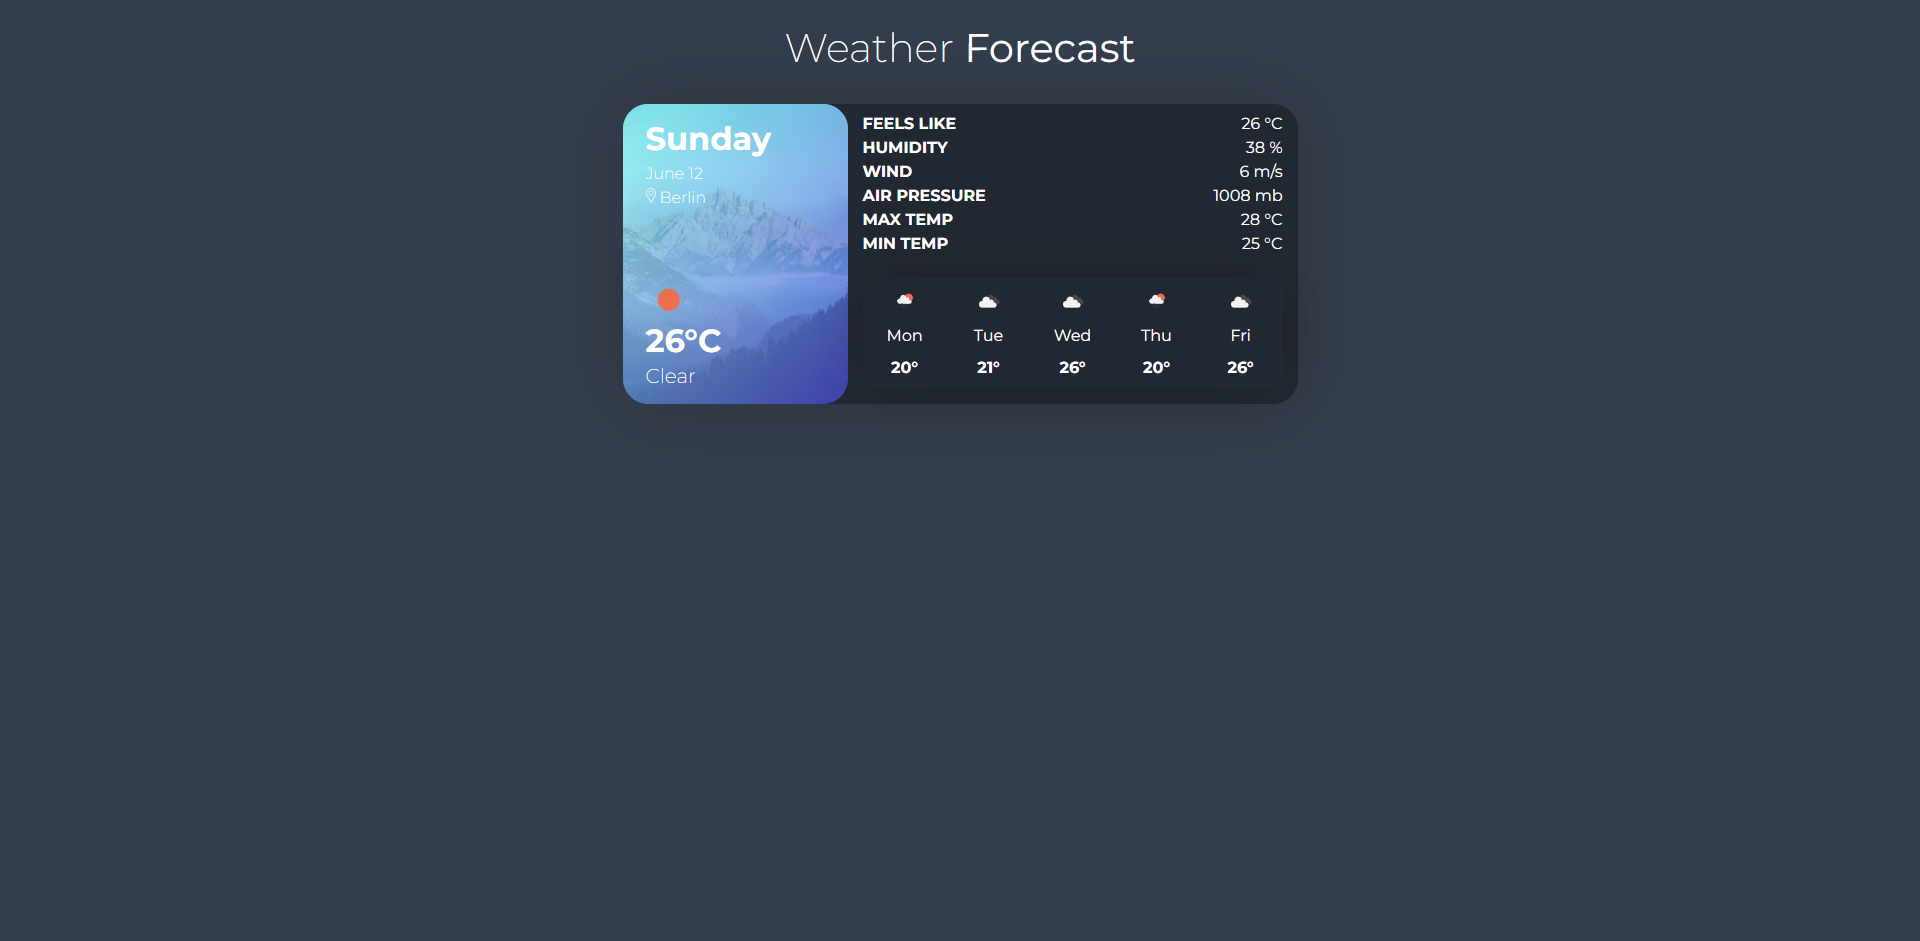 Weather Forecast
Sunday
June 12
Berlin
26°C
Clear
FEELS LIKE 26 °C
HUMIDITY 38 %
WIND 6 m/s
AIR PRESSURE 1008 mb
MAX TEMP 28 °C
MIN TEMP 25 °C
Mon Tue Wed Thu Fri
20° 21° 26° 20° 26°